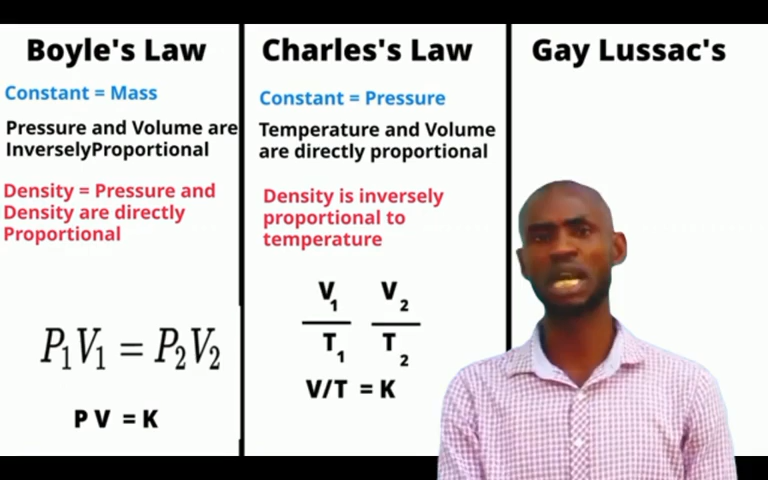 Boyle's Law
Constant = Mass
Pressure and Volume are
InverselyProportional
Density = Pressure and
Density are directly
Proportional
P₁V₁ = P₂V₂
P V = K
Charles's Law
Constant = Pressure
Temperature and Volume
are directly proportional
Density is inversely
proportional to
temperature
V₁ V₂
T₁ T₂
V/T = K
Gay Lussac's